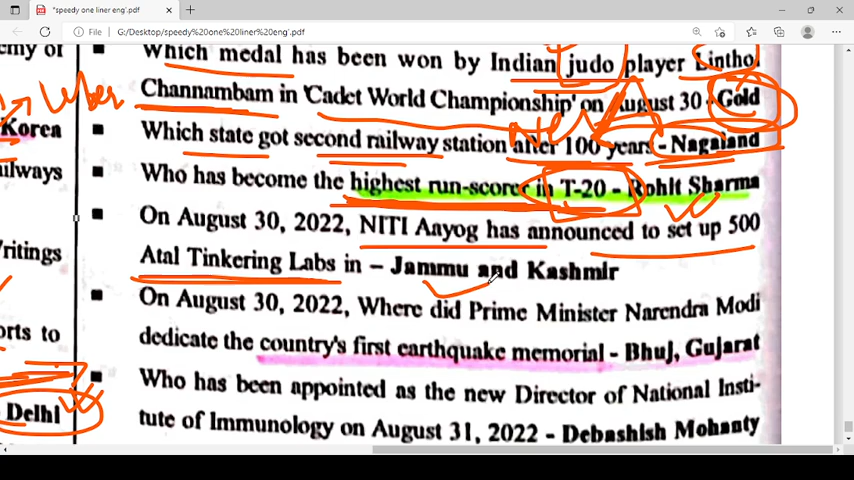 *speedy one liner eng'.pdf
File | G:/Desktop/speedy%20one%20liner%20eng'.pdf
emy of
Which medal has been won by Indian judo player Lintho
Channambam in 'Cadet World Championship' on August 30 - Gold
Korea
Which state got second railway station after 100 years - Nagaland
ilways
Who has become the highest run-scorer in T-20 - Rohit Sharma
On August 30, 2022, NITI Aayog has announced to set up 500
ritings
Atal Tinkering Labs in – Jammu and Kashmir
On August 30, 2022, Where did Prime Minister Narendra Modi
orts to
dedicate the country's first earthquake memorial - Bhuj, Gujarat
Who has been appointed as the new Director of National Insti-
Delhi
tute of Immunology on August 31, 2022 - Debashish Mohanty